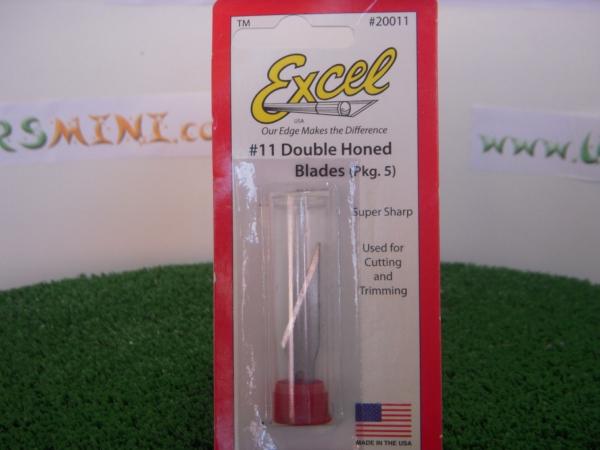 TM
#20011
Excel
USA
Our Edge Makes the Difference
#11 Double Honed
Blades (Pkg. 5)
Super Sharp
Used for
Cutting
and
Trimming
MADE IN THE USA
RSMINI.co
www.t